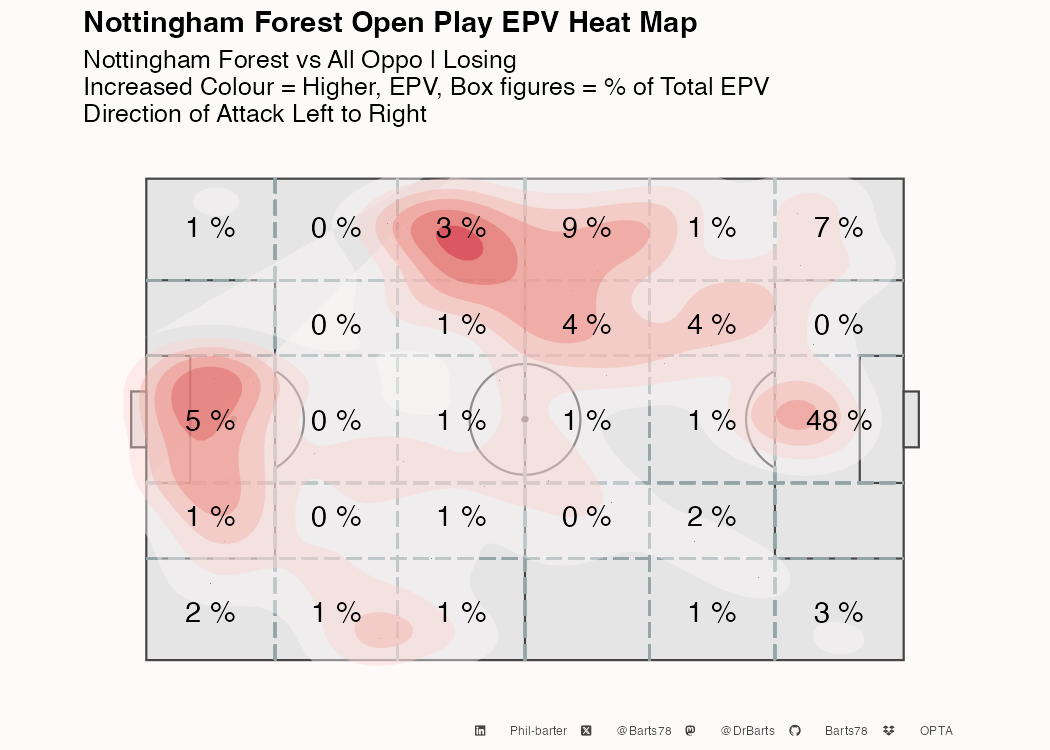 Nottingham Forest Open Play EPV Heat Map
Nottingham Forest vs All Oppo | Losing
Increased Colour = Higher, EPV, Box figures = % of Total EPV
Direction of Attack Left to Right
1 % 0 % 3 % 9 % 1 % 7 %
0 % 1 % 4 % 4 % 0 %
5 % 0 % 1 % 1 % 1 % 48 %
1 % 0 % 1 % 0 % 2 %
2 % 1 % 1 % 1 % 3 %
Phil-barter @Barts78 @DrBarts Barts78 OPTA